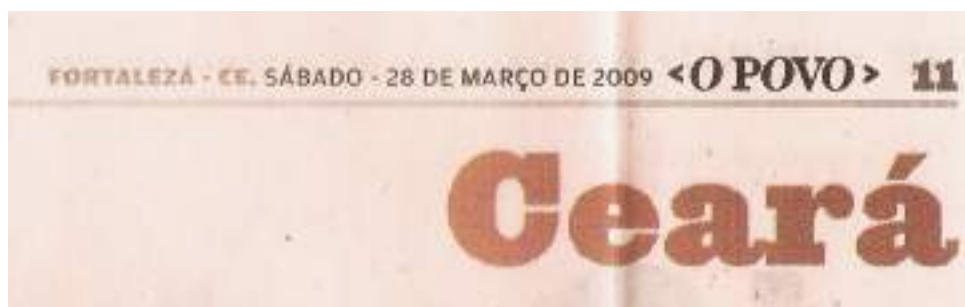 FORTALEZA - CE, SÁBADO - 28 DE MARÇO DE 2009 <O POVO> 11
Ceará